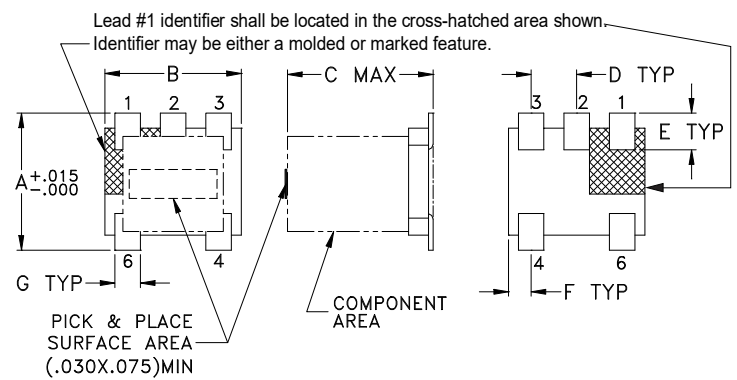 Lead #1 identifier shall be located in the cross-hatched area shown.
Identifier may be either a molded or marked feature.
B
C MAX
D TYP
1 2 3
3 2 1
E TYP
A +.015
-.000
6 4
4 6
G TYP
F TYP
COMPONENT
AREA
PICK & PLACE
SURFACE AREA
(.030X.075)MIN